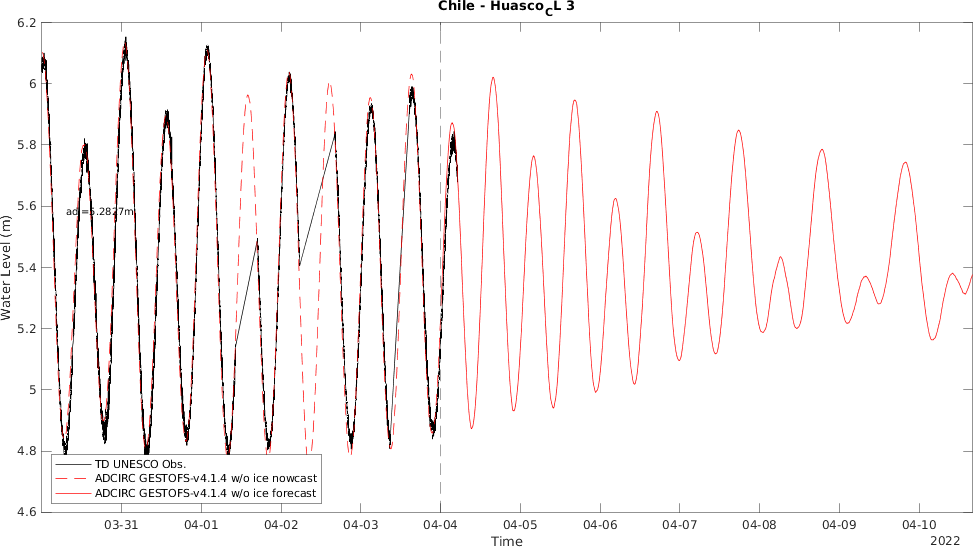 Chile - Huasco_CL 3
6.2
6
5.8
5.6
5.4
5.2
5
4.8
4.6
Water Level (m)
adj=5.2827m
TD UNESCO Obs.
ADCIRC GESTOFS-v4.1.4 w/o ice nowcast
ADCIRC GESTOFS-v4.1.4 w/o ice forecast
03-31 04-01 04-02 04-03 04-04 04-05 04-06 04-07 04-08 04-09 04-10
Time
2022